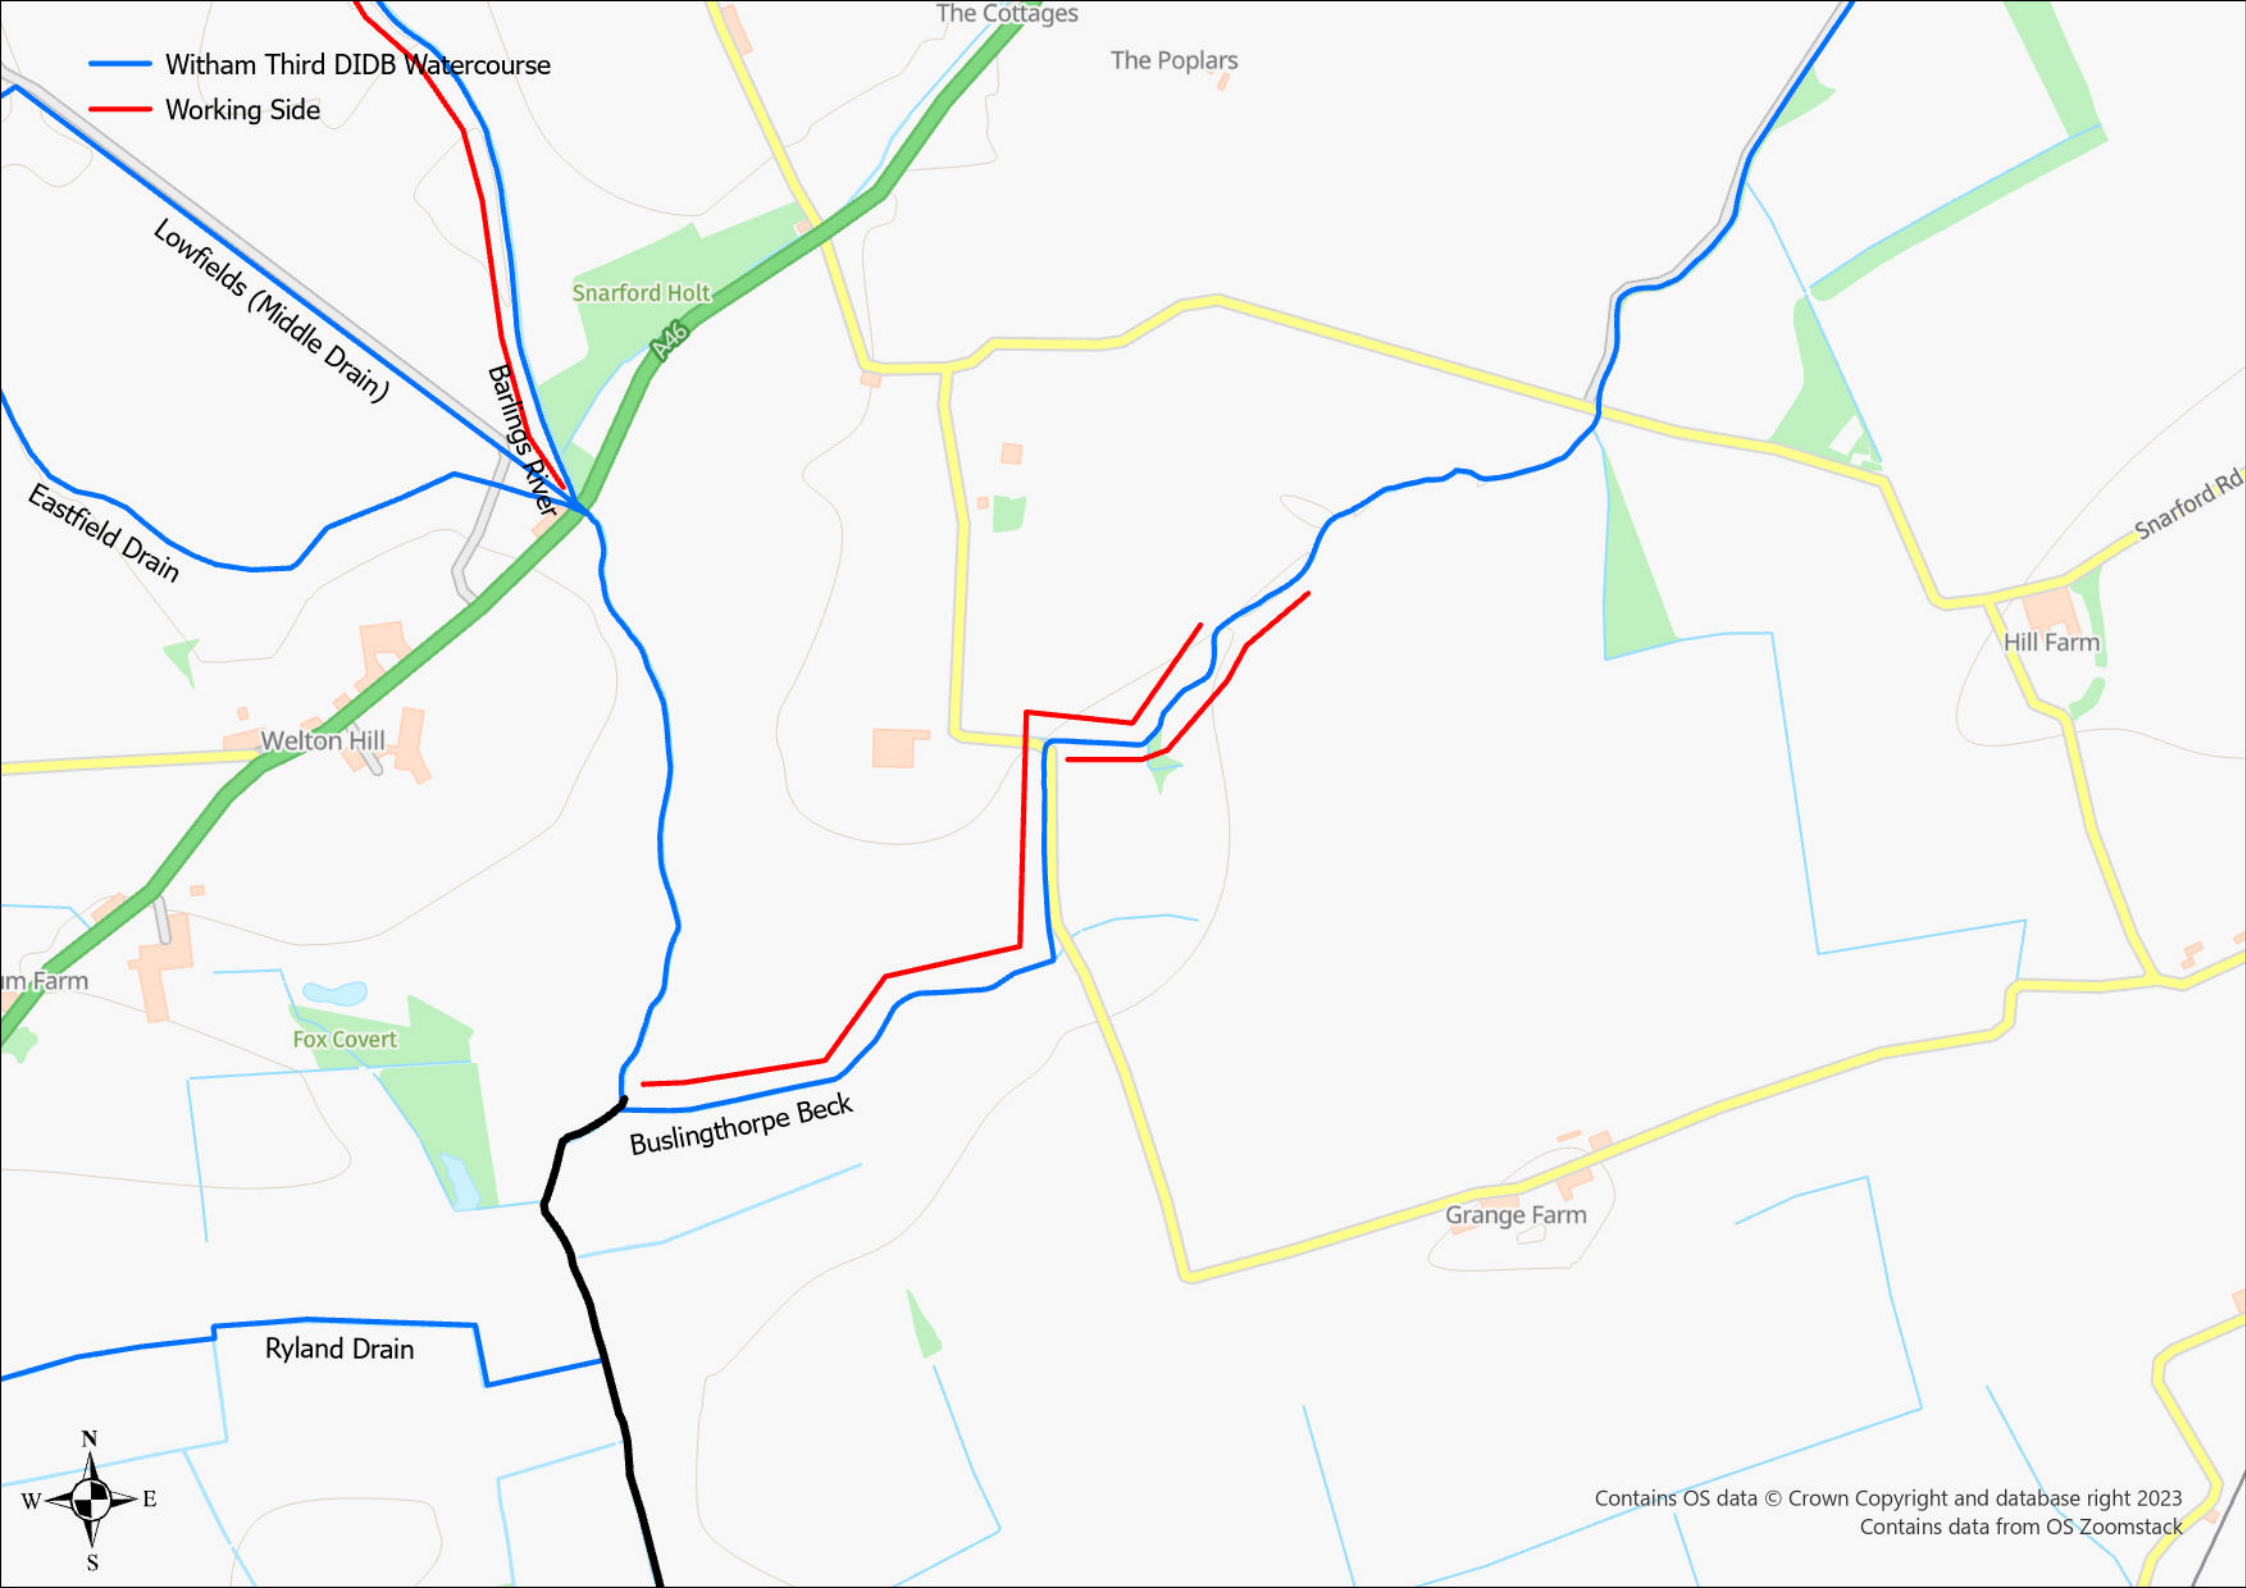 The Cottages
The Poplars
Witham Third DIDB Watercourse
Working Side
Lowfields (Middle Drain)
Snarford Holt
A46
Barlings River
Eastfield Drain
Snarford Rd
Hill Farm
Welton Hill
um Farm
Fox Covert
Buslingthorpe Beck
Grange Farm
Ryland Drain
N
W E
S
Contains OS data © Crown Copyright and database right 2023
Contains data from OS Zoomstack